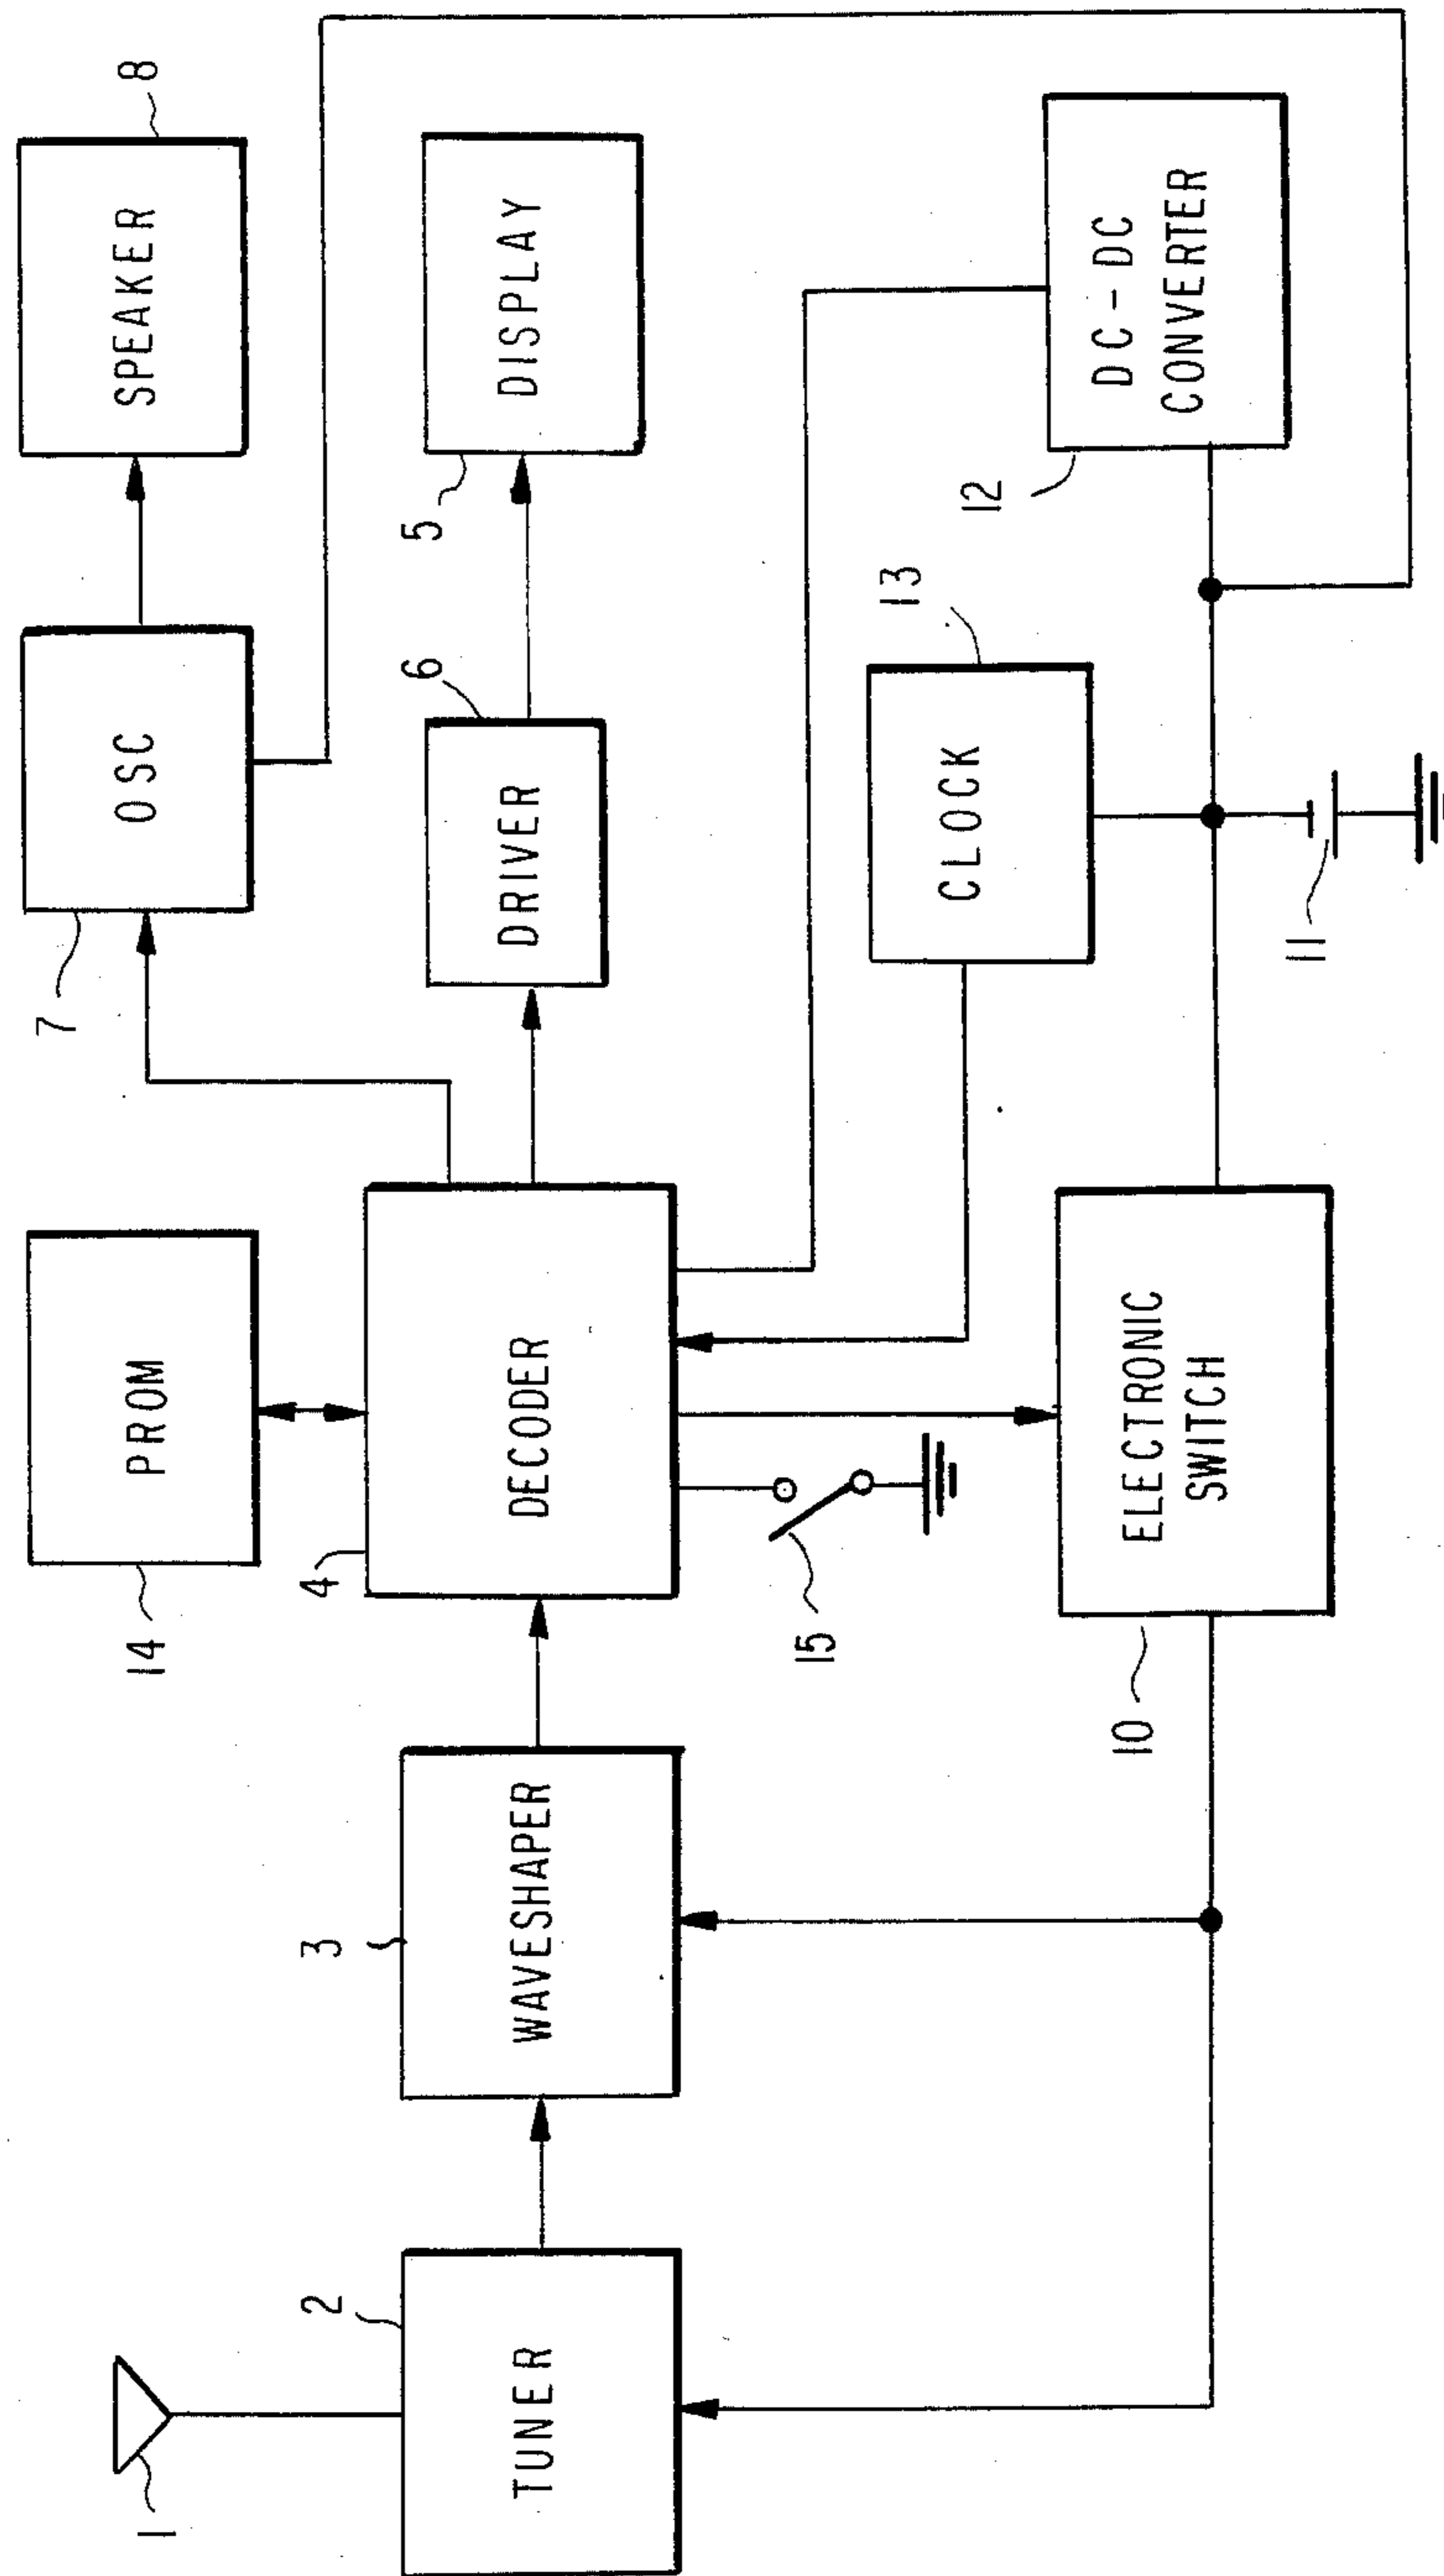 1
TUNER
2
WAVESHAPER
3
DECODER
4
PROM
14
OSC
7
SPEAKER
8
DRIVER
6
DISPLAY
5
15
ELECTRONIC
SWITCH
10
CLOCK
13
11
DC-DC
CONVERTER
12